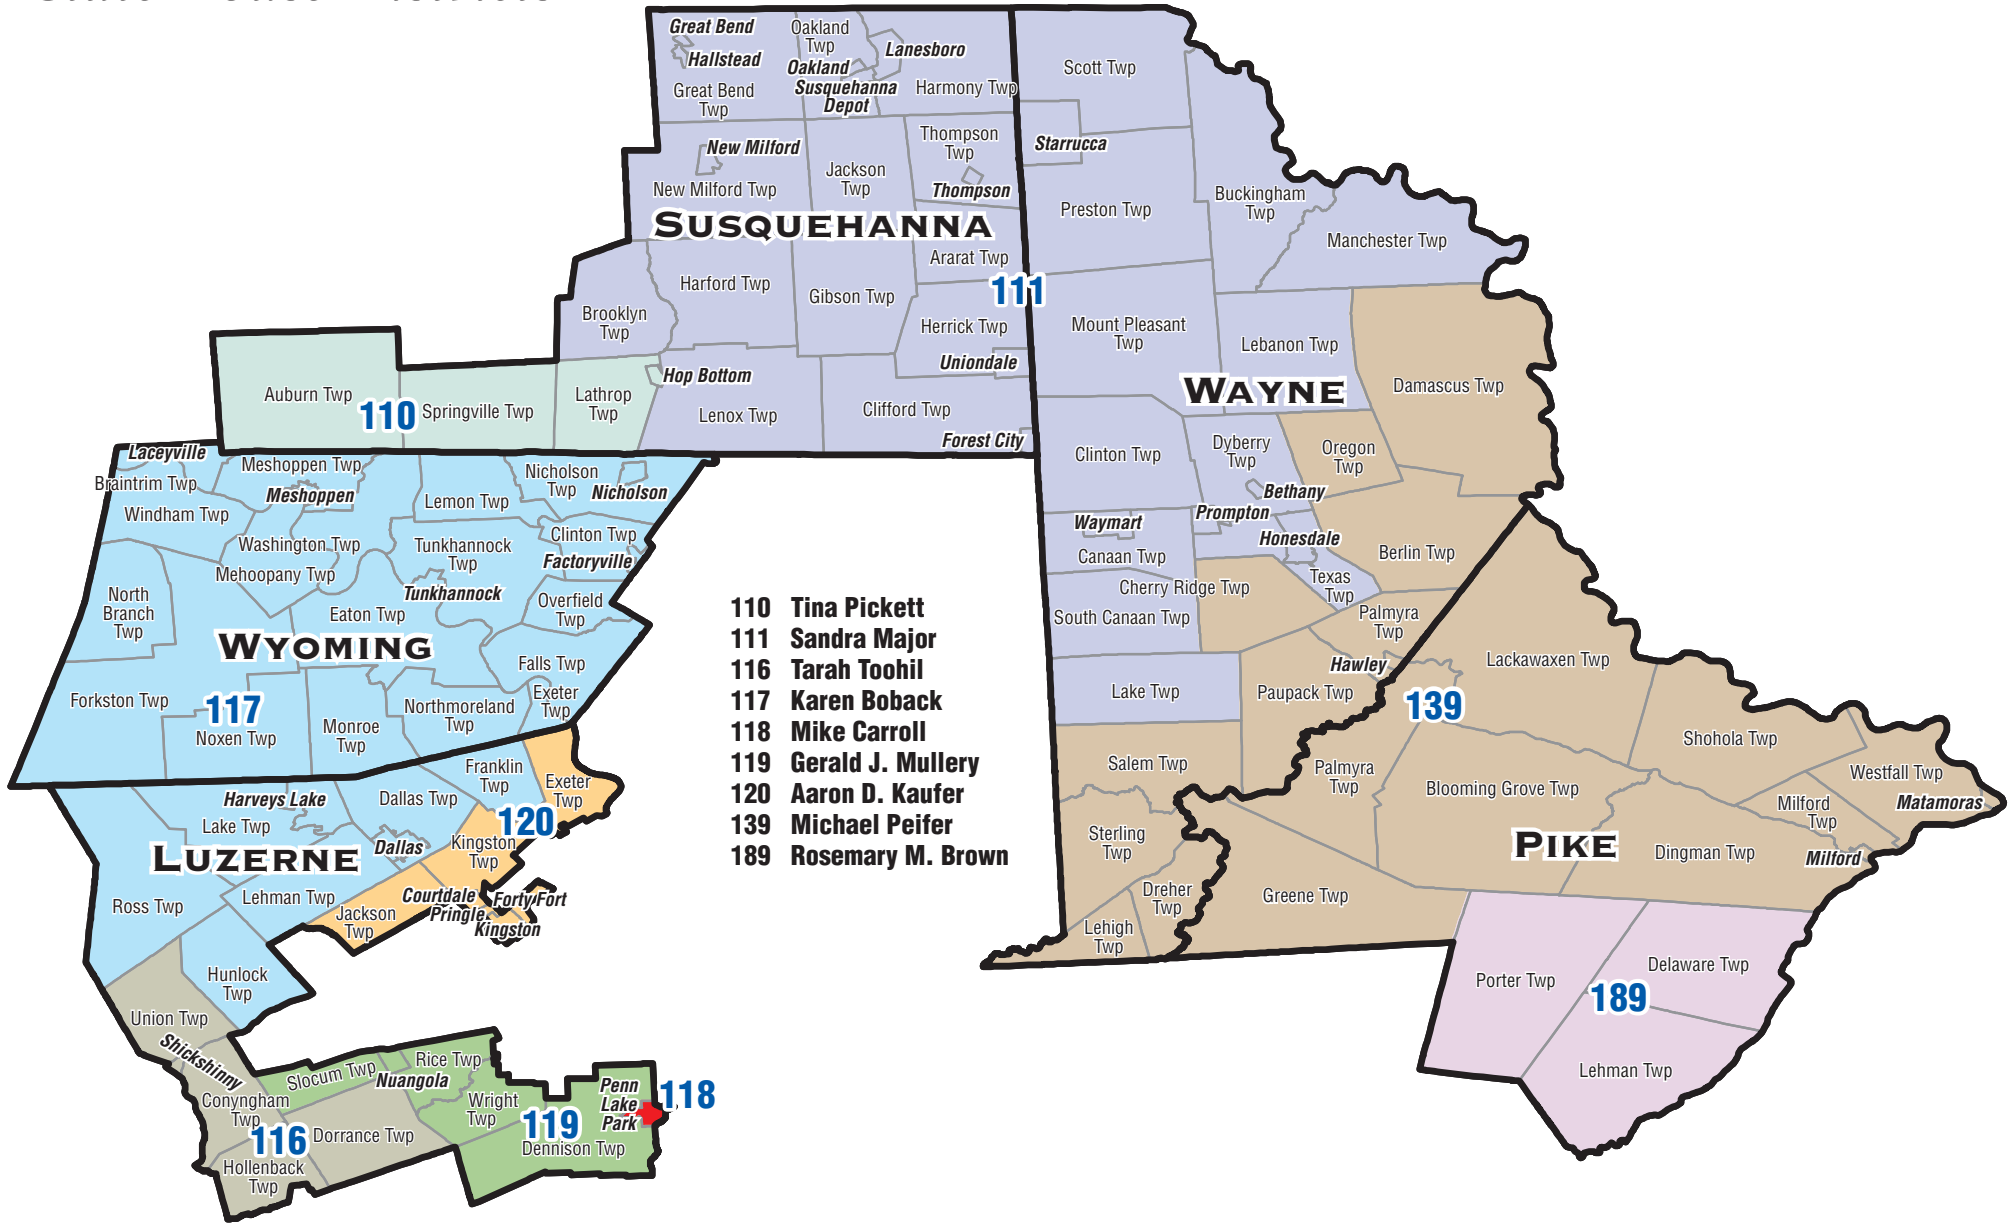 Great Bend
Hallstead
Great Bend
Twp
Oakland
Twp
Oakland
Susquehanna
Depot
Lanesboro
Harmony Twp
New Milford
New Milford Twp
Jackson
Twp
Thompson
Twp
Thompson
SUSQUEHANNA
Ararat Twp
Harford Twp
Gibson Twp
111
Brooklyn
Twp
Herrick Twp
Uniondale
Hop Bottom
Lenox Twp
Clifford Twp
Forest City
Auburn Twp
110
Springville Twp
Lathrop
Twp
Scott Twp
Starrucca
Preston Twp
Buckingham
Twp
Manchester Twp
Mount Pleasant
Twp
Lebanon Twp
WAYNE
Damascus Twp
Clinton Twp
Dyberry
Twp
Oregon
Twp
Bethany
Prompton
Waymart
Honesdale
Canaan Twp
Berlin Twp
Cherry Ridge Twp
Texas
Twp
South Canaan Twp
Palmyra
Twp
Hawley
Lake Twp
Paupack Twp
Salem Twp
Sterling
Twp
Dreher
Twp
Lehigh
Twp
Laceyville
Braintrim Twp
Meshoppen Twp
Meshoppen
Windham Twp
Lemon Twp
Nicholson
Twp
Nicholson
Washington Twp
Tunkhannock
Twp
Clinton Twp
Factoryville
Mehoopany Twp
Tunkhannock
North
Branch
Twp
Eaton Twp
Overfield
Twp
WYOMING
Falls Twp
Forkston Twp
117
Noxen Twp
Monroe
Twp
Northmoreland
Twp
Exeter
Twp
110 Tina Pickett
111 Sandra Major
116 Tarah Toohil
117 Karen Boback
118 Mike Carroll
119 Gerald J. Mullery
120 Aaron D. Kaufer
139 Michael Peifer
189 Rosemary M. Brown
Lackawaxen Twp
139
Shohola Twp
Palmyra
Twp
Blooming Grove Twp
Westfall Twp
Matamoras
Milford
Twp
PIKE
Dingman Twp
Milford
Greene Twp
Porter Twp
Delaware Twp
189
Lehman Twp
Franklin
Twp
Exeter
Twp
Harveys Lake
Dallas Twp
Lake Twp
120
Dallas
Kingston
Twp
LUZERNE
Lehman Twp
Ross Twp
Courtdale
Pringle
Forty Fort
Kingston
Jackson
Twp
Hunlock
Twp
Union Twp
Shickshinny
Slocum Twp
Rice Twp
Nuangola
Conyngham
Twp
Wright
Twp
Penn
Lake
Park
118
119
116
Dorrance Twp
Dennison Twp
Hollenback
Twp